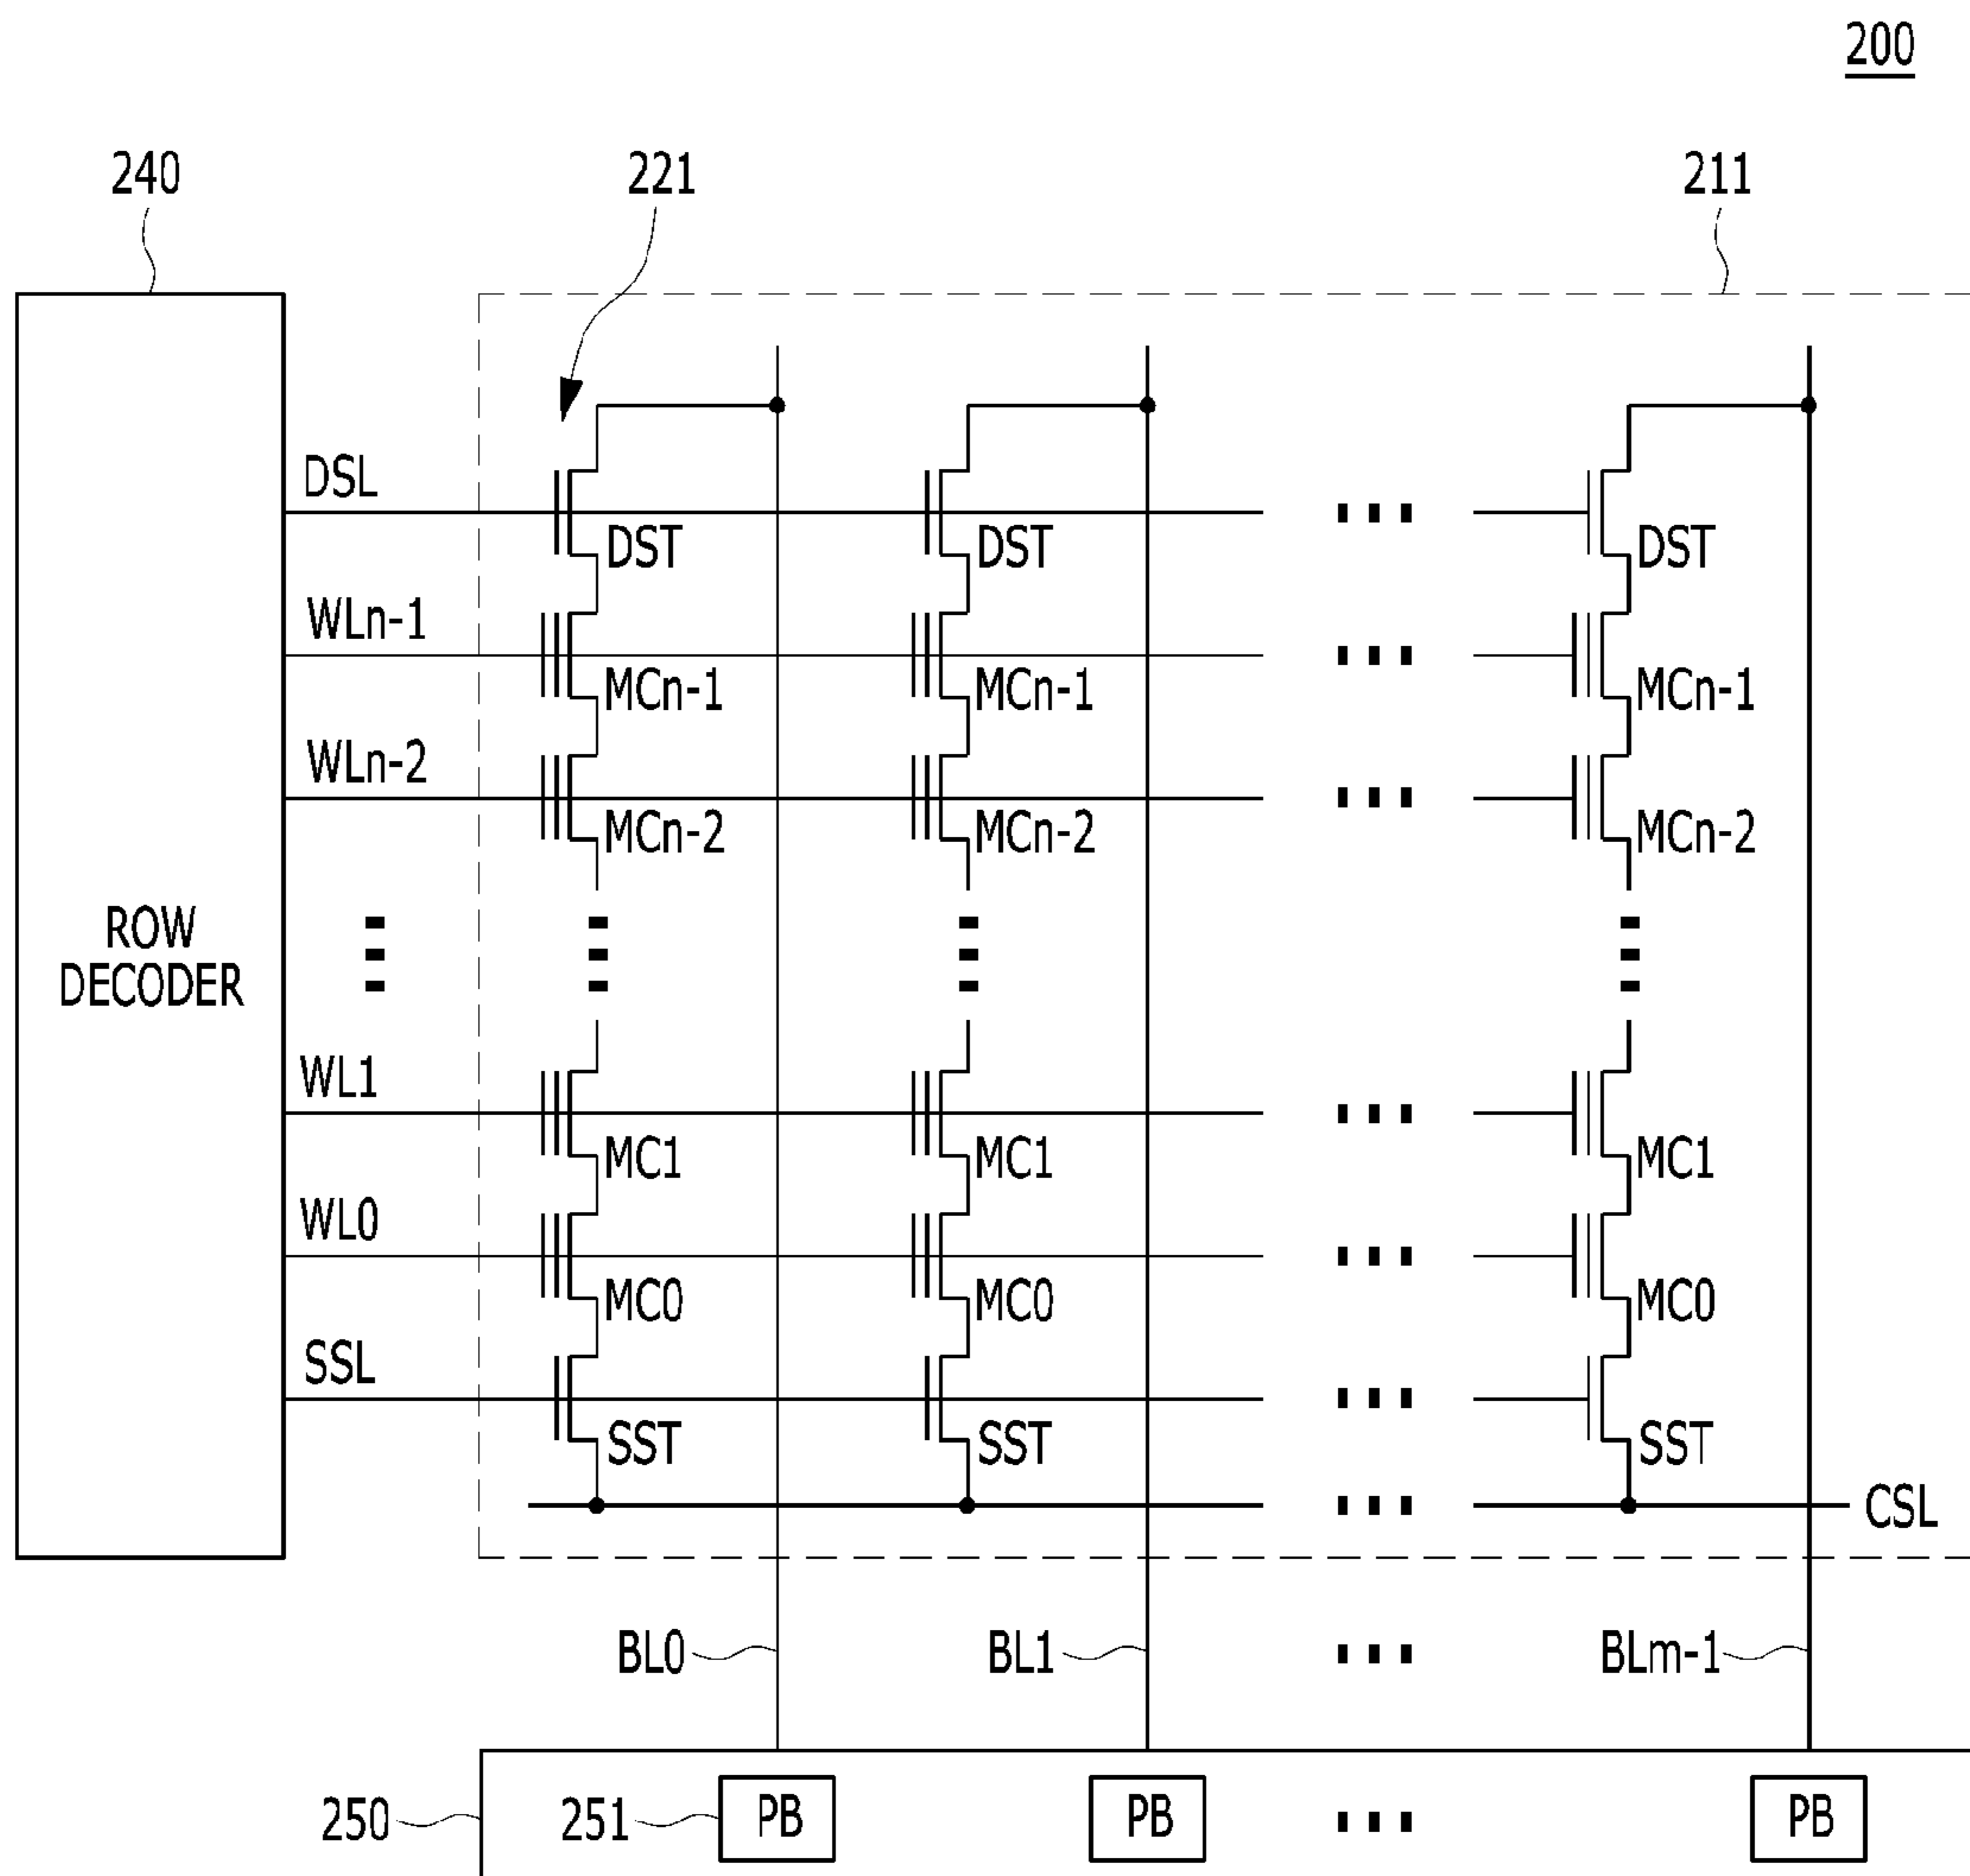 200
240
221
211
DSL
DST
DST
DST
WLn-1
MCn-1
MCn-1
MCn-1
WLn-2
MCn-2
MCn-2
MCn-2
ROW
DECODER
WL1
MC1
MC1
MC1
WL0
MC0
MC0
MC0
SSL
SST
SST
SST
CSL
BL0
BL1
BLm-1
250
251
PB
PB
PB